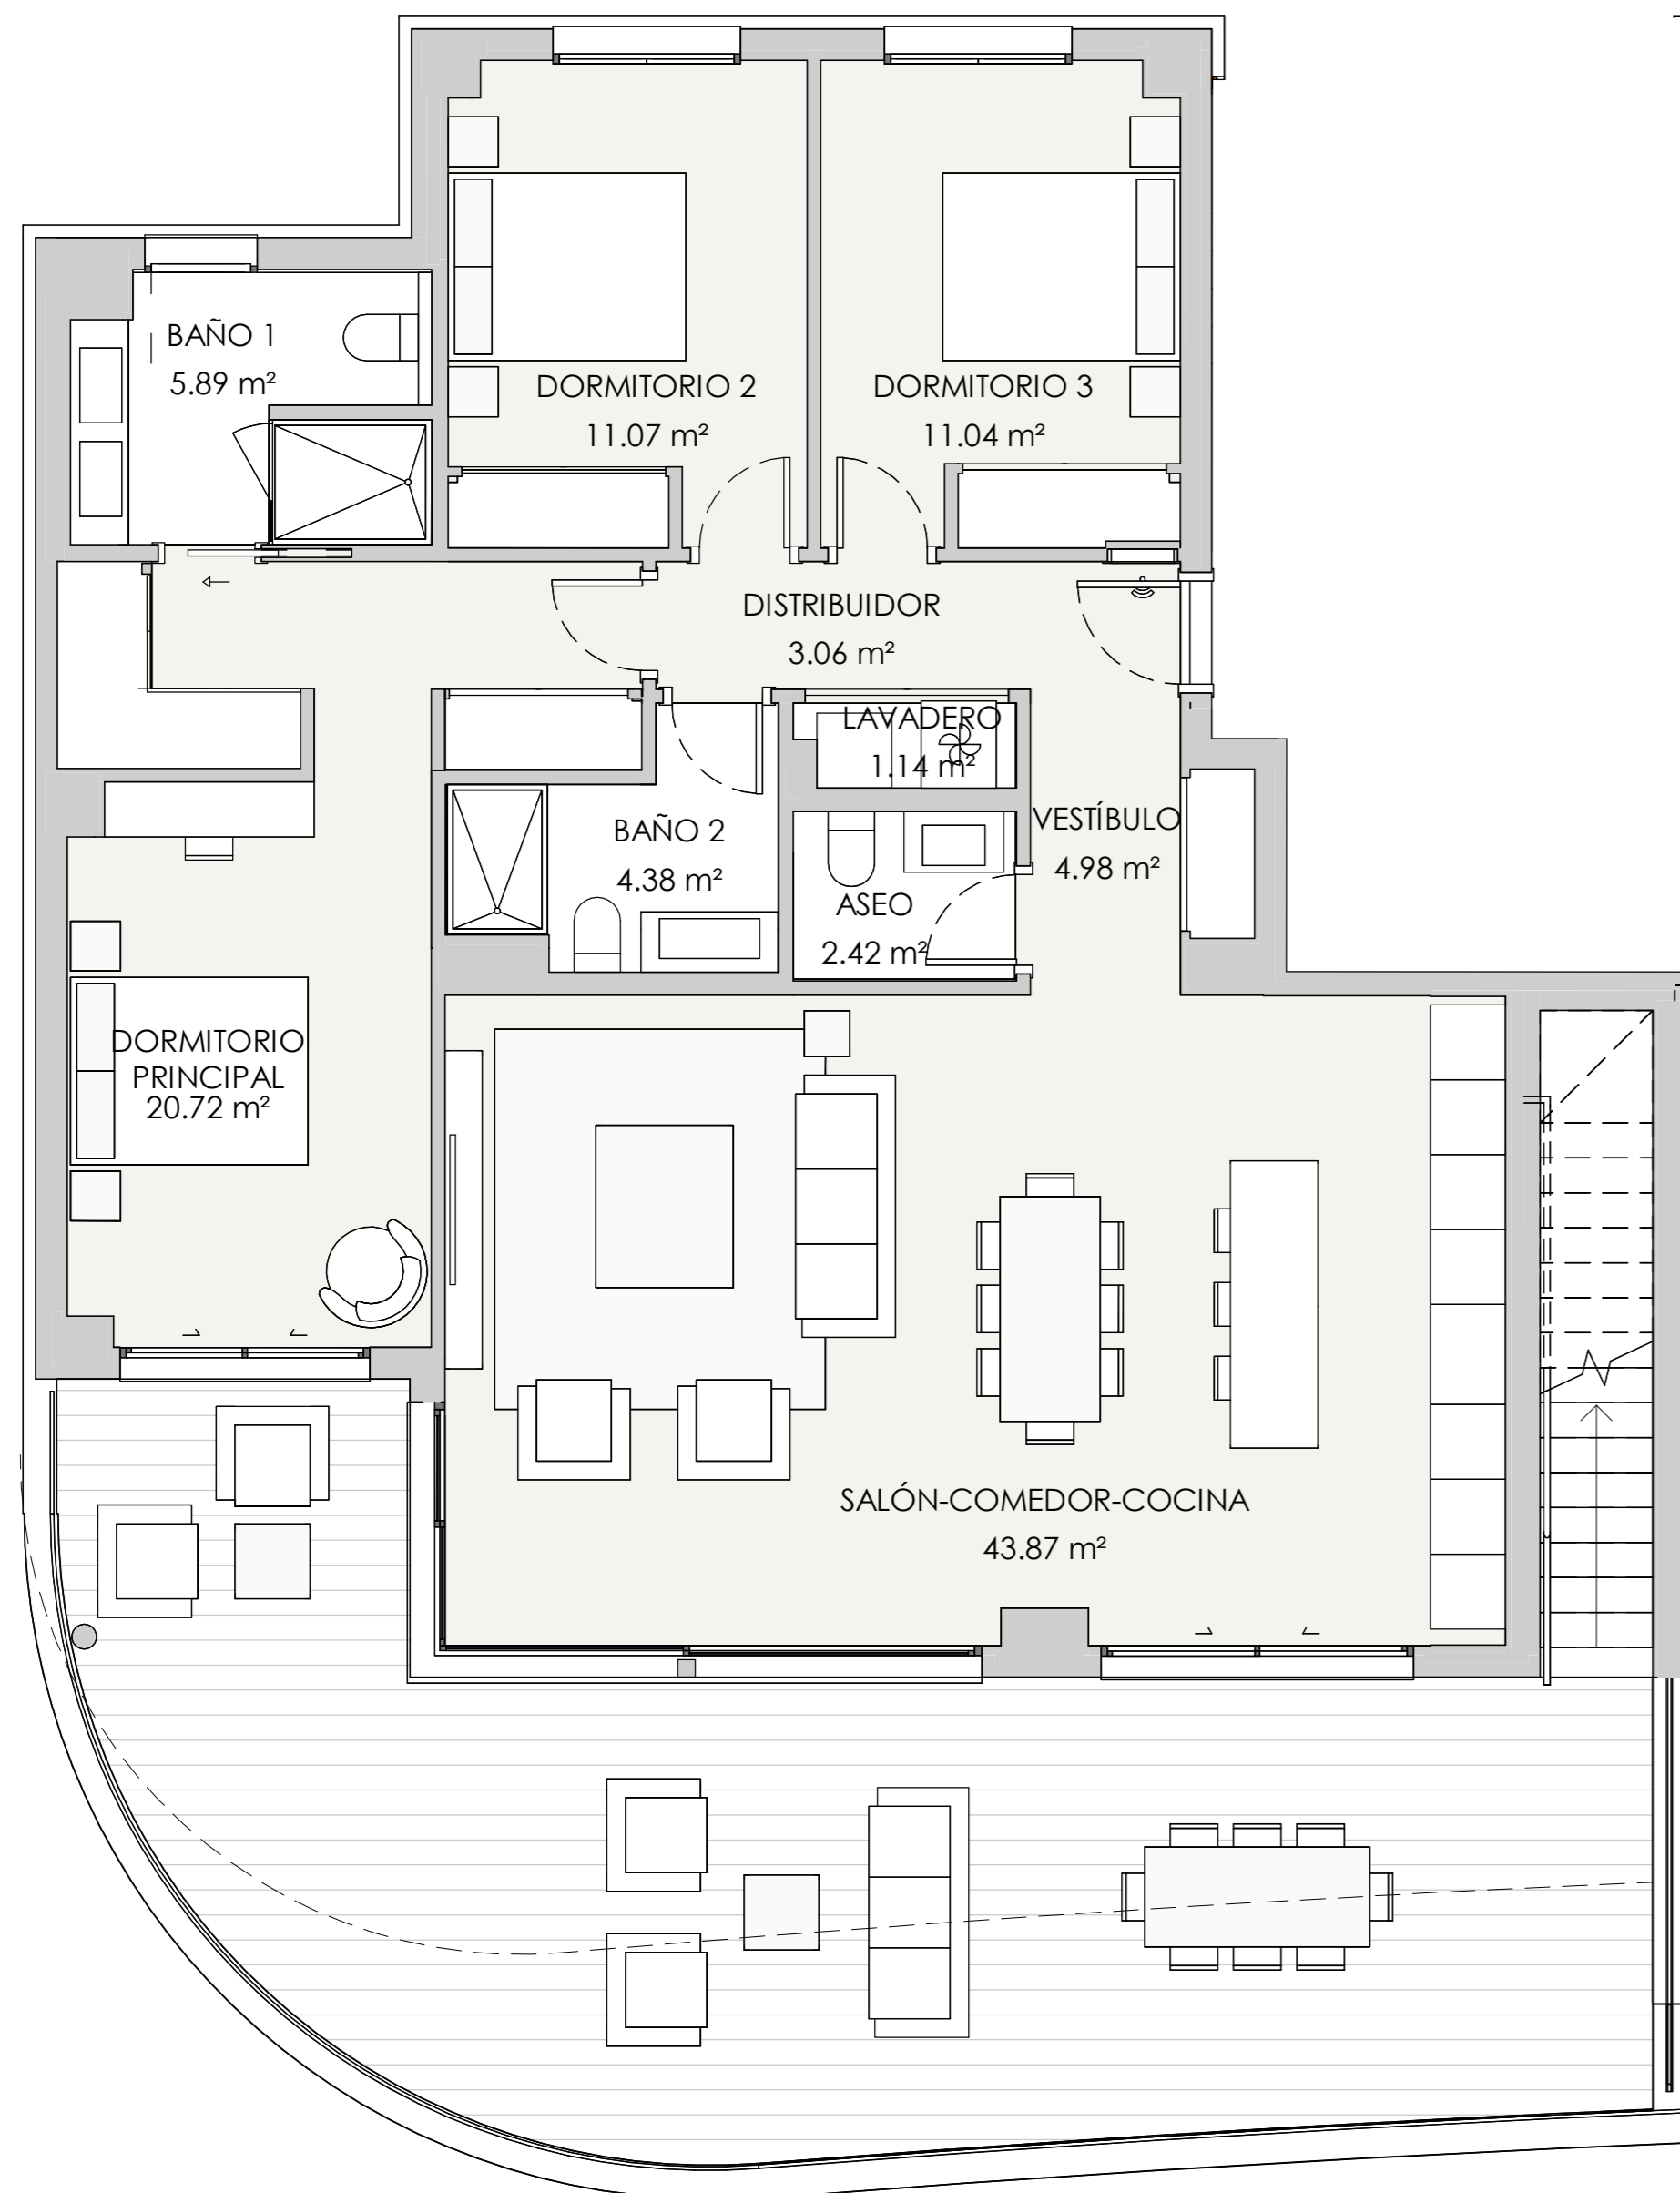 BAÑO 1
5.89 m²
DORMITORIO 2
11.07 m²
DORMITORIO 3
11.04 m²
DISTRIBUIDOR
3.06 m²
LAVADERO
1.14 m²
VESTÍBULO
4.98 m²
BAÑO 2
4.38 m²
ASEO
2.42 m²
DORMITORIO
PRINCIPAL
20.72 m²
SALÓN-COMEDOR-COCINA
43.87 m²